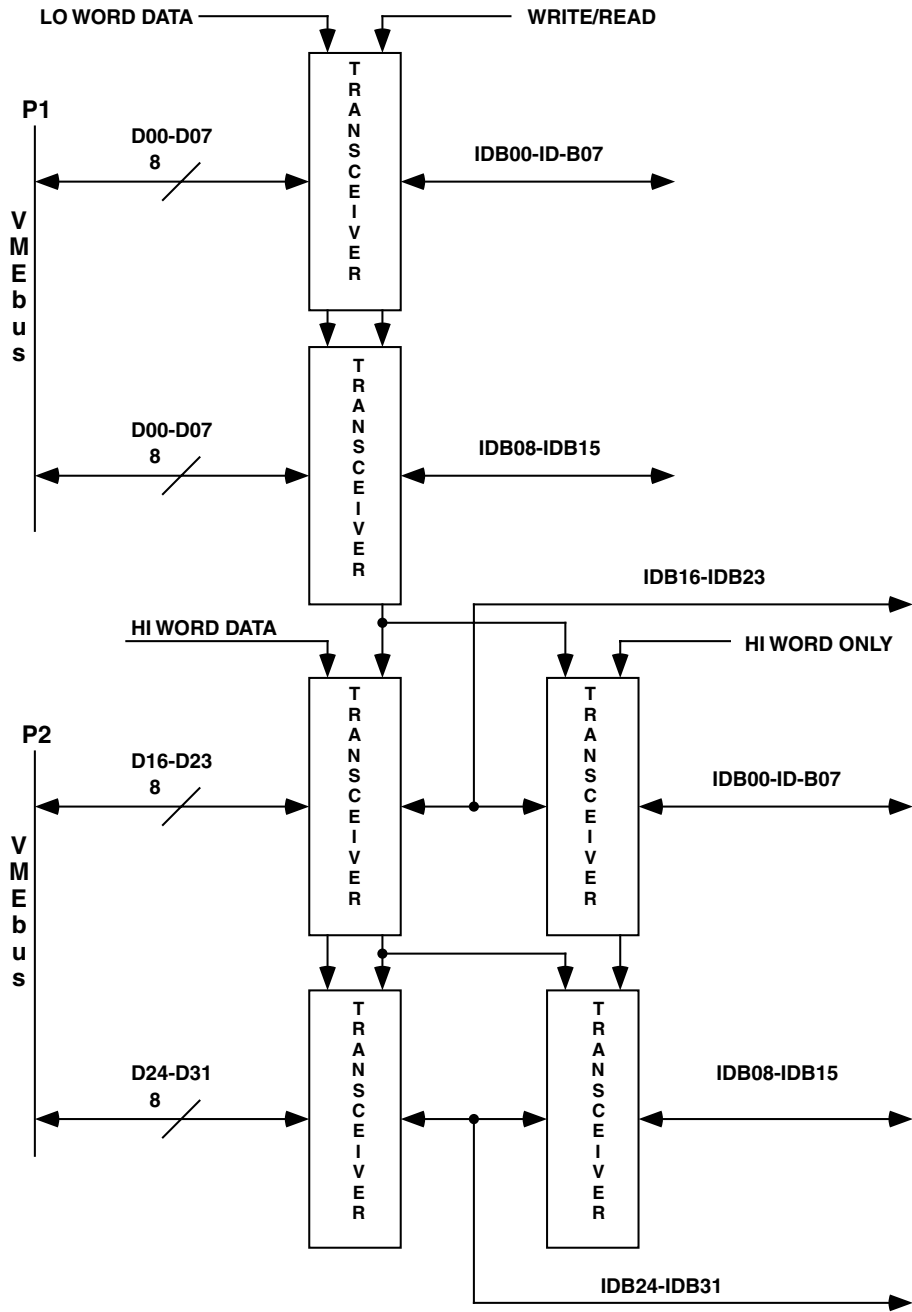 LO WORD DATA
WRITE/READ
TRANSCEIVER
P1
D00-D07
8
IDB00-ID-B07
VMEbus
TRANSCEIVER
D00-D07
8
IDB08-IDB15
IDB16-IDB23
HI WORD DATA
HI WORD ONLY
TRANSCEIVER
TRANSCEIVER
P2
D16-D23
8
IDB00-ID-B07
VMEbus
TRANSCEIVER
TRANSCEIVER
D24-D31
8
IDB08-IDB15
IDB24-IDB31